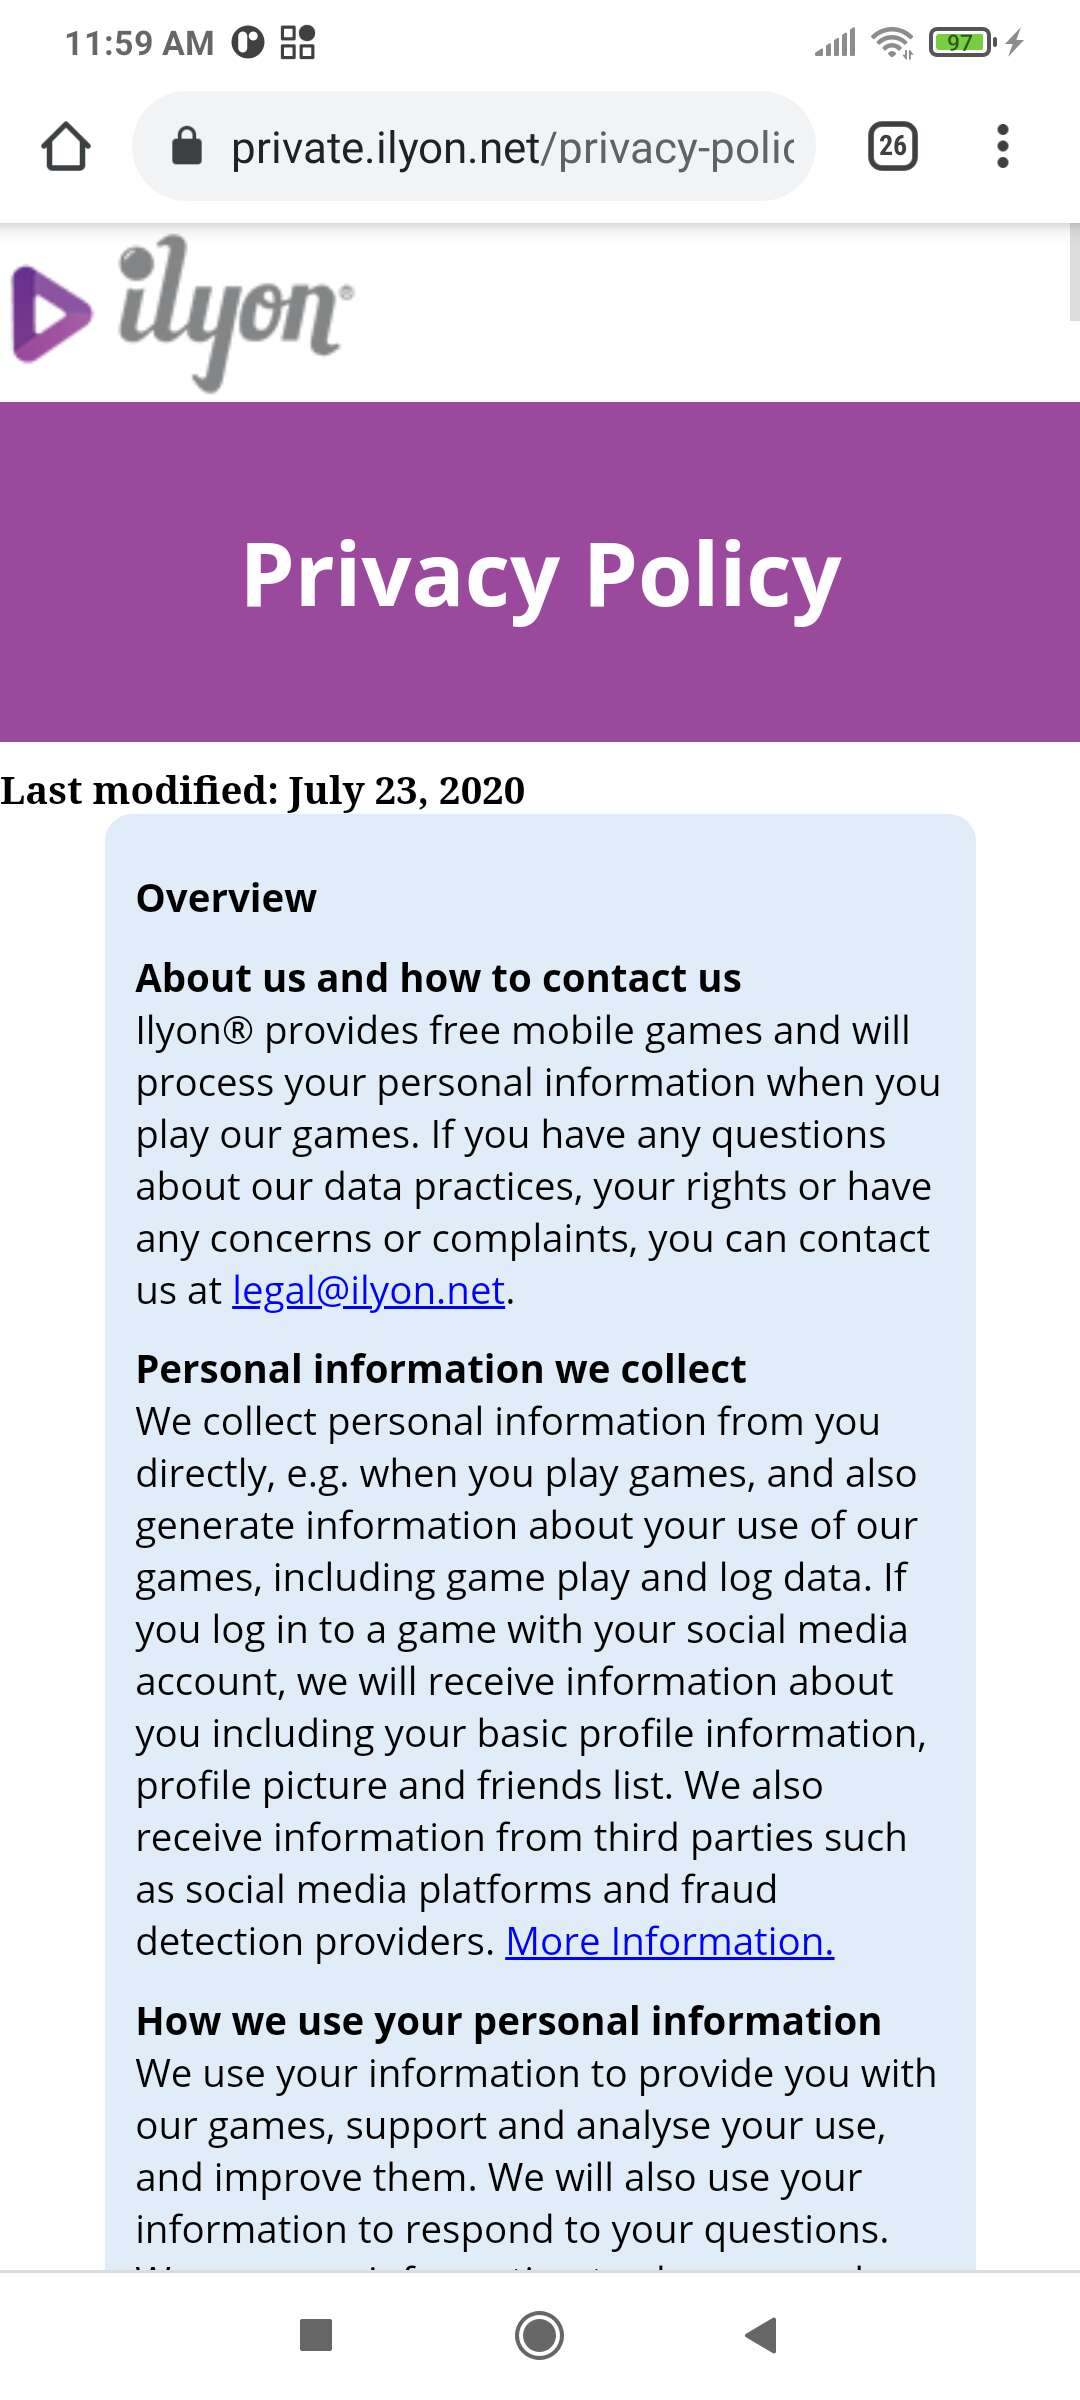 11:59 AM
97
private.ilyon.net/privacy-polic
26
ilyon®
Privacy Policy
Last modified: July 23, 2020
Overview
About us and how to contact us
Ilyon® provides free mobile games and will
process your personal information when you
play our games. If you have any questions
about our data practices, your rights or have
any concerns or complaints, you can contact
us at legal@ilyon.net.
Personal information we collect
We collect personal information from you
directly, e.g. when you play games, and also
generate information about your use of our
games, including game play and log data. If
you log in to a game with your social media
account, we will receive information about
you including your basic profile information,
profile picture and friends list. We also
receive information from third parties such
as social media platforms and fraud
detection providers. More Information.
How we use your personal information
We use your information to provide you with
our games, support and analyse your use,
and improve them. We will also use your
information to respond to your questions.